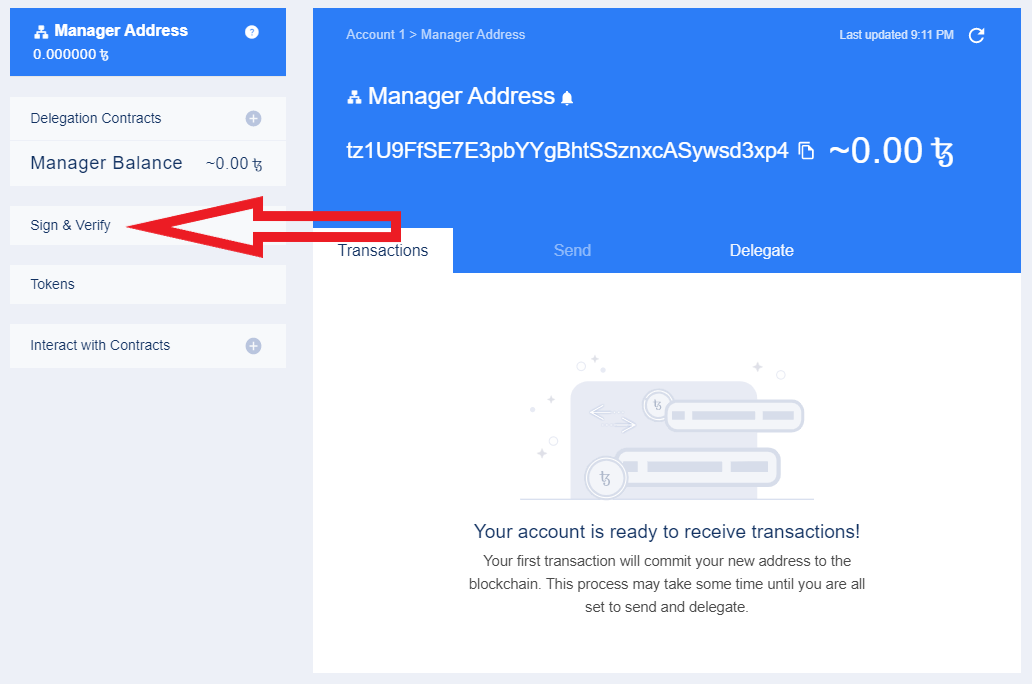 Manager Address
0.000000 ꜩ
Delegation Contracts
Manager Balance ~0.00 ꜩ
Sign & Verify
Tokens
Interact with Contracts
Account 1 > Manager Address
Last updated 9:11 PM
Manager Address
tz1U9FfSE7E3pbYYgBhtSSznxcASywsd3xp4 ~0.00 ꜩ
Transactions Send Delegate
ꜩ
ꜩ
Your account is ready to receive transactions!
Your first transaction will commit your new address to the
blockchain. This process may take some time until you are all
set to send and delegate.